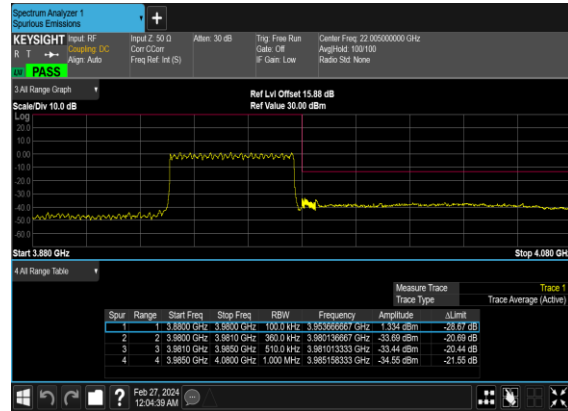 Spectrum Analyzer 1
Spurious Emissions
+
KEYSIGHT Input: RF Input Z: 50 Ω Atten: 30 dB Trig: Free Run Center Freq: 22.005000000 GHz
R T Coupling: DC Corr CCorr Gate: Off Avg|Hold: 100/100
Align: Auto Freq Ref: Int (S) IF Gain: Low Radio Std: None
LW PASS
3 All Range Graph
Ref Lvl Offset 15.88 dB
Scale/Div 10.0 dB Ref Value 30.00 dBm
Log
20.0
10.0
0.00
-10.0
-20.0
-30.0
-40.0
-50.0
-60.0
Start 3.880 GHz Stop 4.080 GHz
4 All Range Table
Measure Trace Trace 1
Trace Type Trace Average (Active)
Spur Range Start Freq Stop Freq RBW Frequency Amplitude ΔLimit
1 1 3.8800 GHz 3.9800 GHz 100.0 kHz 3.953666667 GHz 1.334 dBm -28.67 dB
2 2 3.9800 GHz 3.9810 GHz 360.0 kHz 3.980136667 GHz -33.69 dBm -20.69 dB
3 3 3.9810 GHz 3.9850 GHz 510.0 kHz 3.981013333 GHz -33.44 dBm -20.44 dB
4 4 3.9850 GHz 4.0800 GHz 1.000 MHz 3.985158333 GHz -34.55 dBm -21.55 dB
? Feb 27, 2024
12:04:39 AM